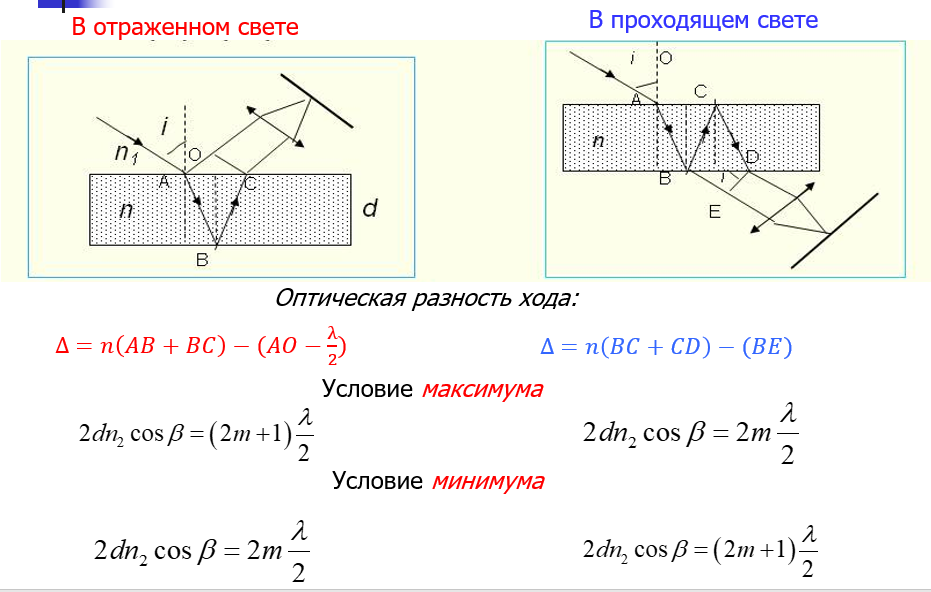 В отраженном свете
В проходящем свете
i
n₁
O
A
C
n
d
B
i
O
A
C
n
B
i
D
E
Оптическая разность хода:
Δ = n(AB + BC) − (AO − λ/2)
Δ = n(BC + CD) − (BE)
Условие максимума
2dn₂ cos β = (2m +1) λ/2
2dn₂ cos β = 2m λ/2
Условие минимума
2dn₂ cos β = 2m λ/2
2dn₂ cos β = (2m +1) λ/2